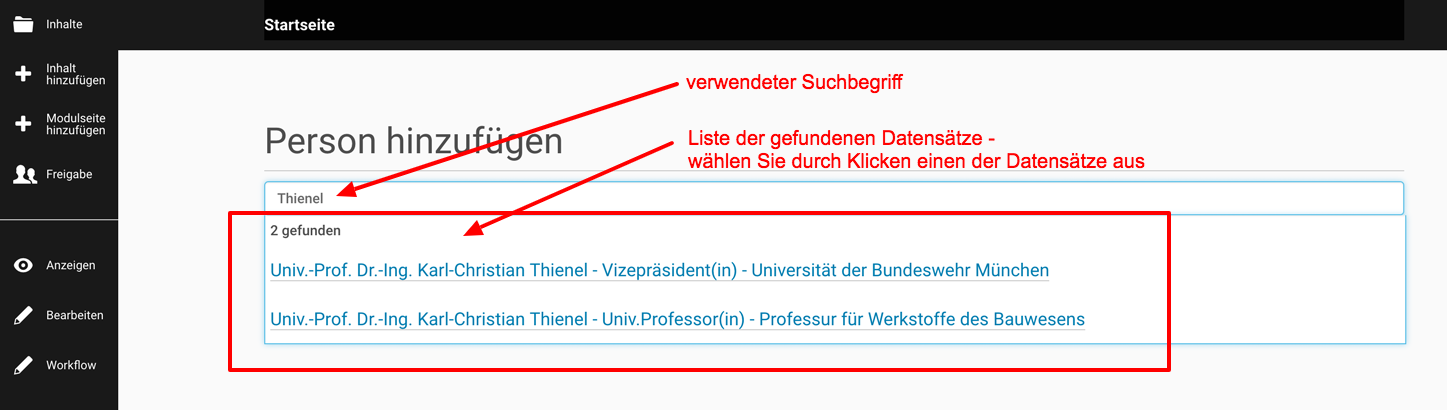 Inhalte
Startseite
Inhalt
hinzufügen
Modulseite
hinzufügen
Freigabe
Anzeigen
Bearbeiten
Workflow
verwendeter Suchbegriff
Person hinzufügen
Liste der gefundenen Datensätze -
wählen Sie durch Klicken einen der Datensätze aus
Thienel
2 gefunden
Univ.-Prof. Dr.-Ing. Karl-Christian Thienel - Vizepräsident(in) - Universität der Bundeswehr München
Univ.-Prof. Dr.-Ing. Karl-Christian Thienel - Univ.Professor(in) - Professur für Werkstoffe des Bauwesens